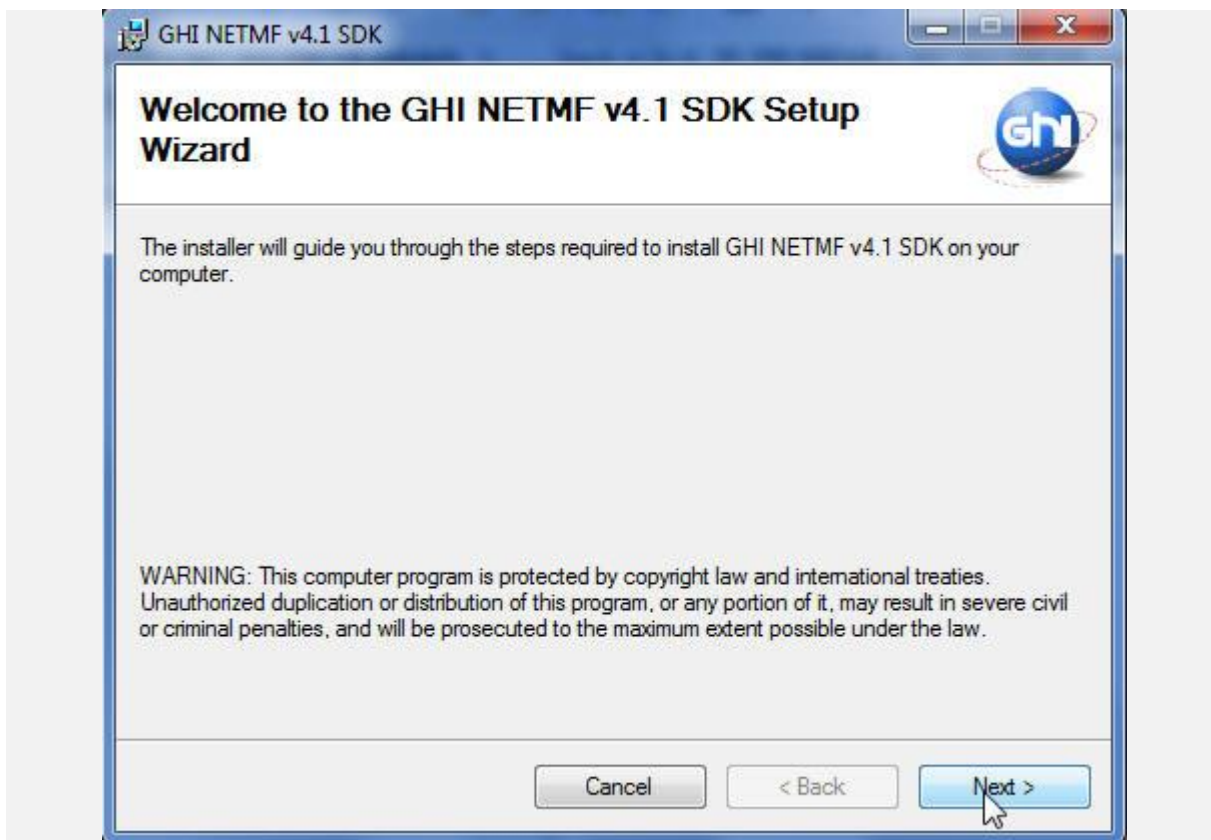 GHI NETMF v4.1 SDK
Welcome to the GHI NETMF v4.1 SDK Setup
Wizard
GHI
The installer will guide you through the steps required to install GHI NETMF v4.1 SDK on your
computer.
WARNING: This computer program is protected by copyright law and international treaties.
Unauthorized duplication or distribution of this program, or any portion of it, may result in severe civil
or criminal penalties, and will be prosecuted to the maximum extent possible under the law.
Cancel
< Back
Next >